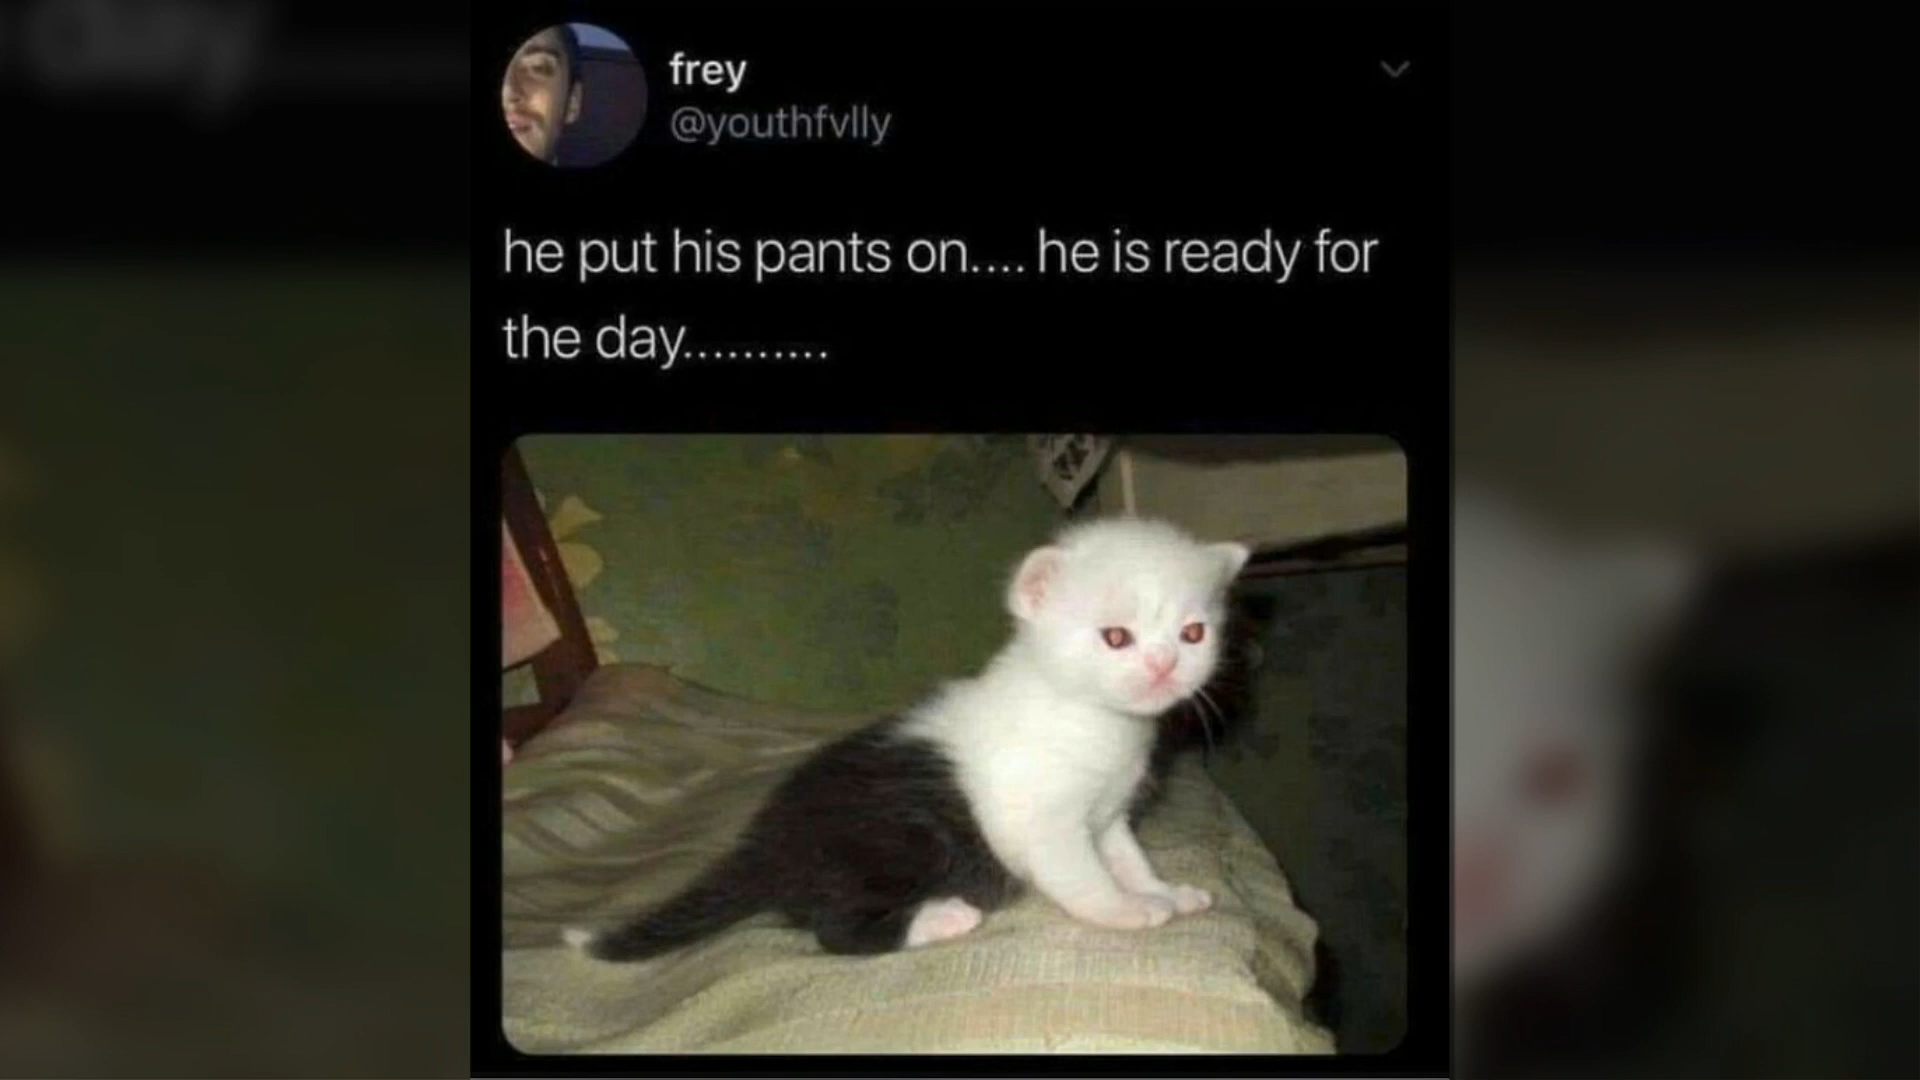 frey
@youthfvlly
he put his pants on.... he is ready for
the day..........